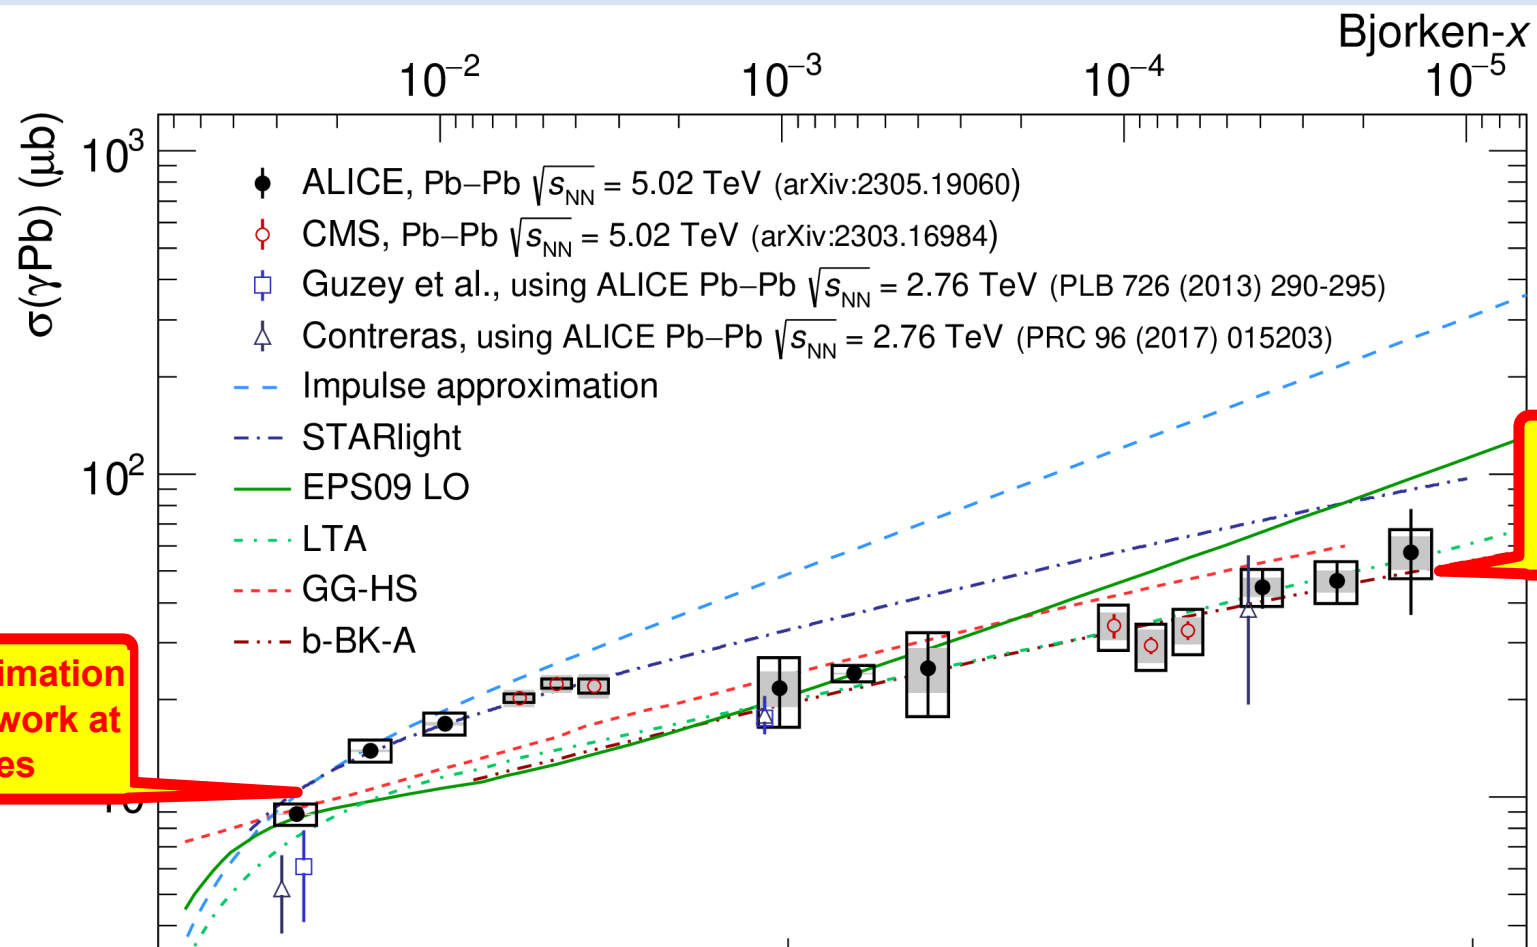 Bjorken-x
10⁻² 10⁻³ 10⁻⁴ 10⁻⁵
σ(γPb) (μb)
10³
10²
10
ALICE, Pb−Pb √sNN = 5.02 TeV (arXiv:2305.19060)
CMS, Pb−Pb √sNN = 5.02 TeV (arXiv:2303.16984)
Guzey et al., using ALICE Pb−Pb √sNN = 2.76 TeV (PLB 726 (2013) 290-295)
Contreras, using ALICE Pb−Pb √sNN = 2.76 TeV (PRC 96 (2017) 015203)
Impulse approximation
STARlight
EPS09 LO
LTA
GG-HS
b-BK-A
imation
work at
es